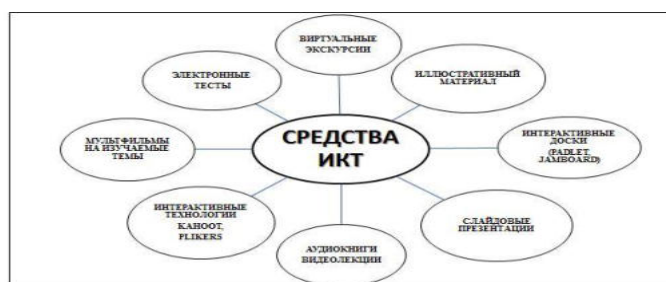 ВИРТУАЛЬНЫЕ
ЭКСКУРСИИ
ЭЛЕКТРОННЫЕ
ТЕСТЫ
ИЛЛЮСТРАТИВНЫЙ
МАТЕРИАЛ
СРЕДСТВА
ИКТ
МУЛЬТФИЛЬМЫ
НА ИЗУЧАЕМЫЕ
ТЕМЫ
ИНТЕРАКТИВНЫЕ
ДОСКИ
(PADLET,
JAMBOARD)
ИНТЕРАКТИВНЫЕ
ТЕХНОЛОГИИ
KAHOOT,
PLIKERS
СЛАЙДОВЫЕ
ПРЕЗЕНТАЦИИ
АУДИОКНИГИ
ВИДЕОЛЕКЦИИ